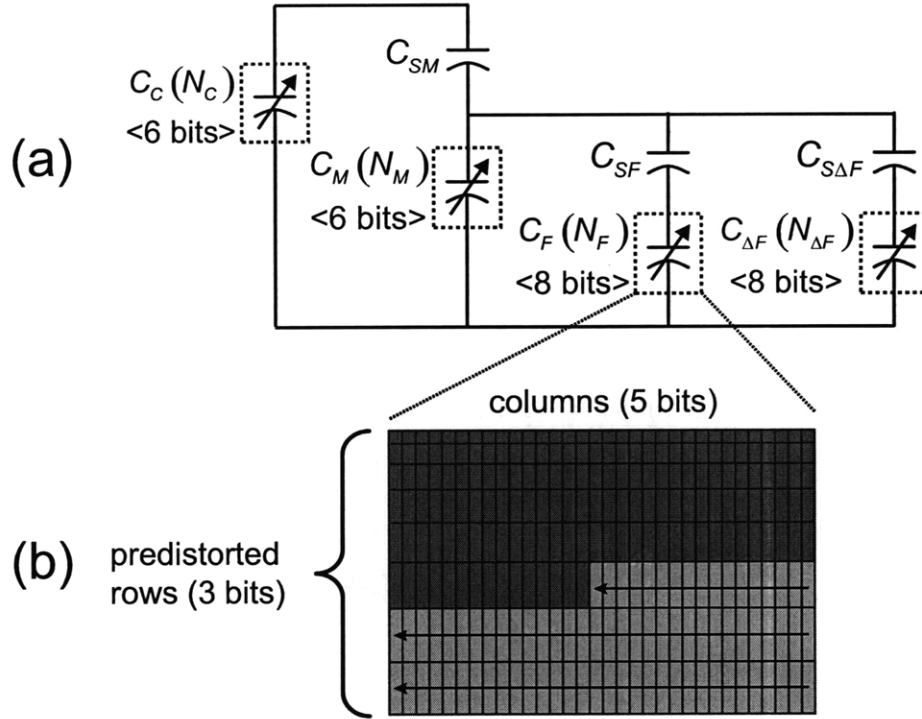 (a)
C_C(N_C)
<6 bits>
C_SM
C_M(N_M)
<6 bits>
C_SF
C_F(N_F)
<8 bits>
C_SΔF
C_ΔF(N_ΔF)
<8 bits>
columns (5 bits)
(b)
predistorted
rows (3 bits)